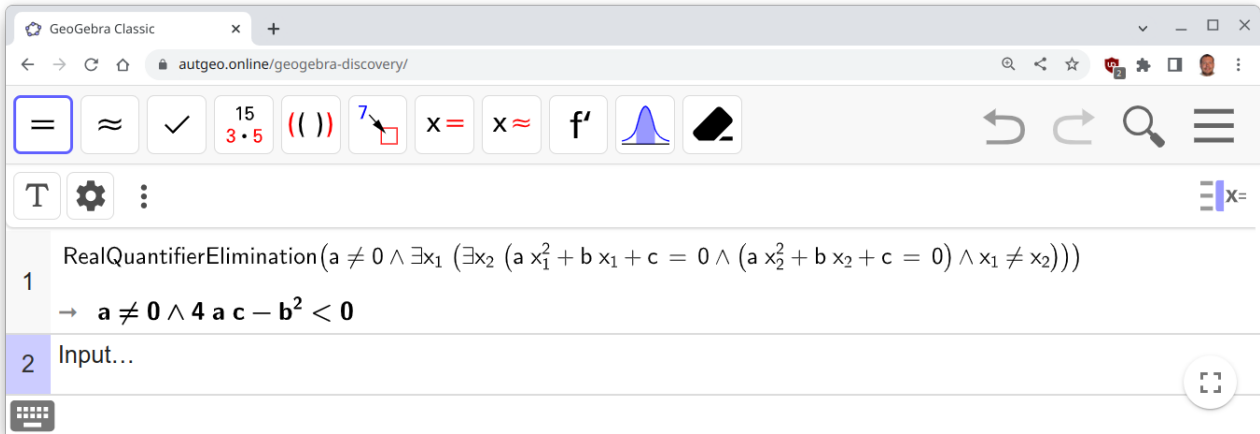 GeoGebra Classic
autgeo.online/geogebra-discovery/
2
= ≈ ✓ 15 3 • 5 (( )) 7 x = x ≈ f′
T x=
1 RealQuantifierElimination(a ≠ 0 ∧ ∃x₁ (∃x₂ (a x₁² + b x₁ + c = 0 ∧ (a x₂² + b x₂ + c = 0) ∧ x₁ ≠ x₂)))
→ a ≠ 0 ∧ 4 a c − b² < 0
2 Input…